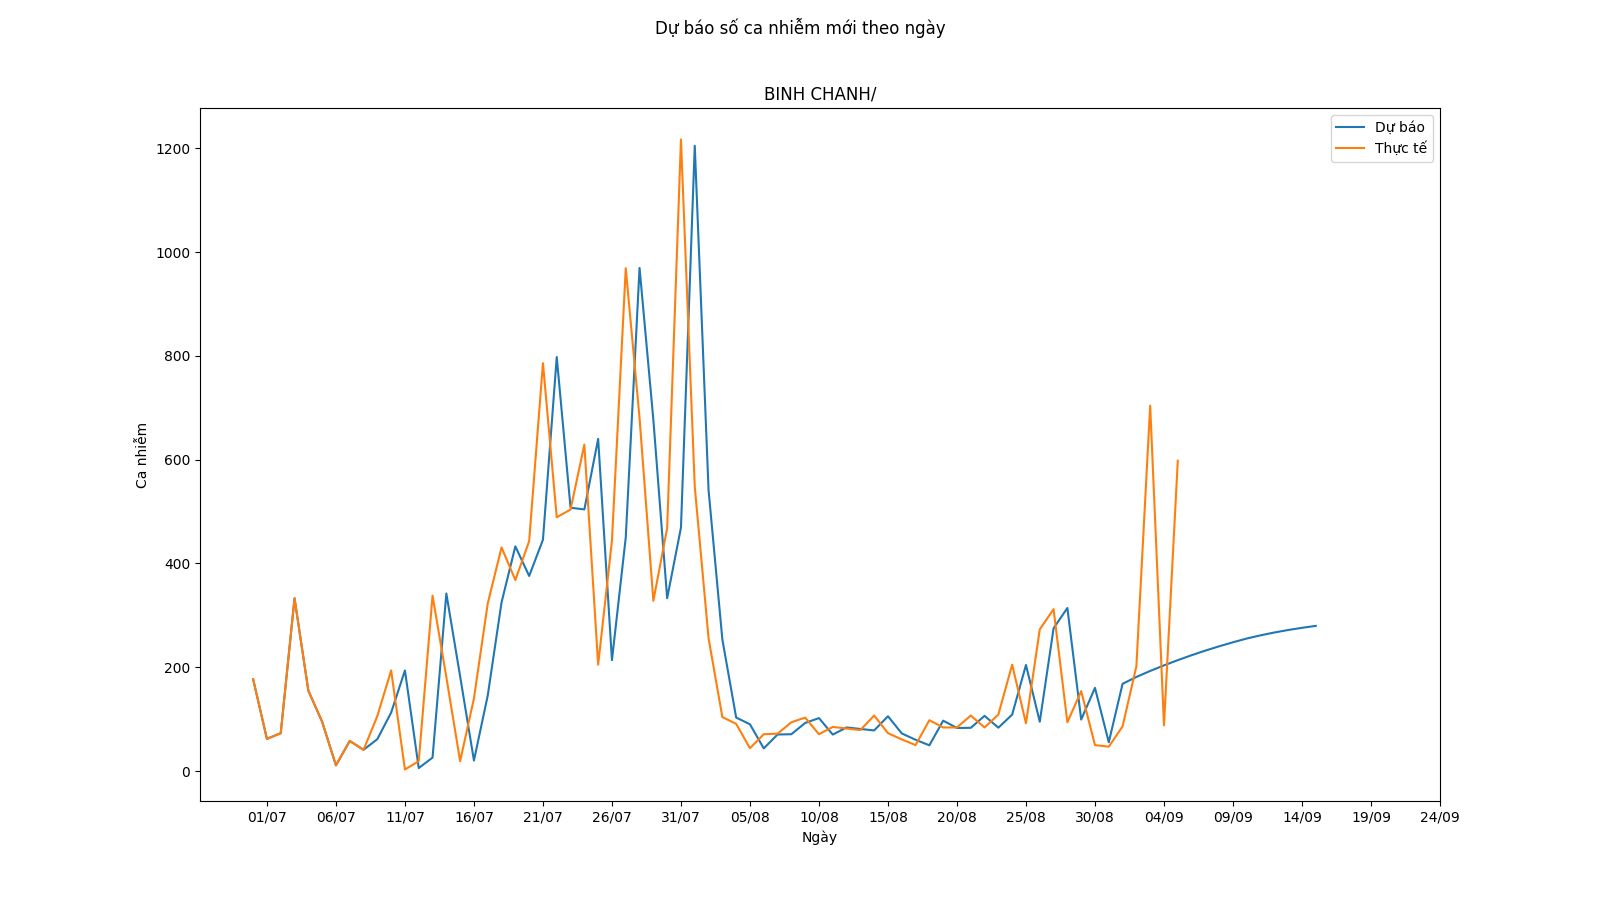 Dự báo số ca nhiễm mới theo ngày
BINH CHANH/
Dự báo
Thực tế
1200
1000
800
600
400
200
0
Ca nhiễm
01/07 06/07 11/07 16/07 21/07 26/07 31/07 05/08 10/08 15/08 20/08 25/08 30/08 04/09 09/09 14/09 19/09 24/09
Ngày